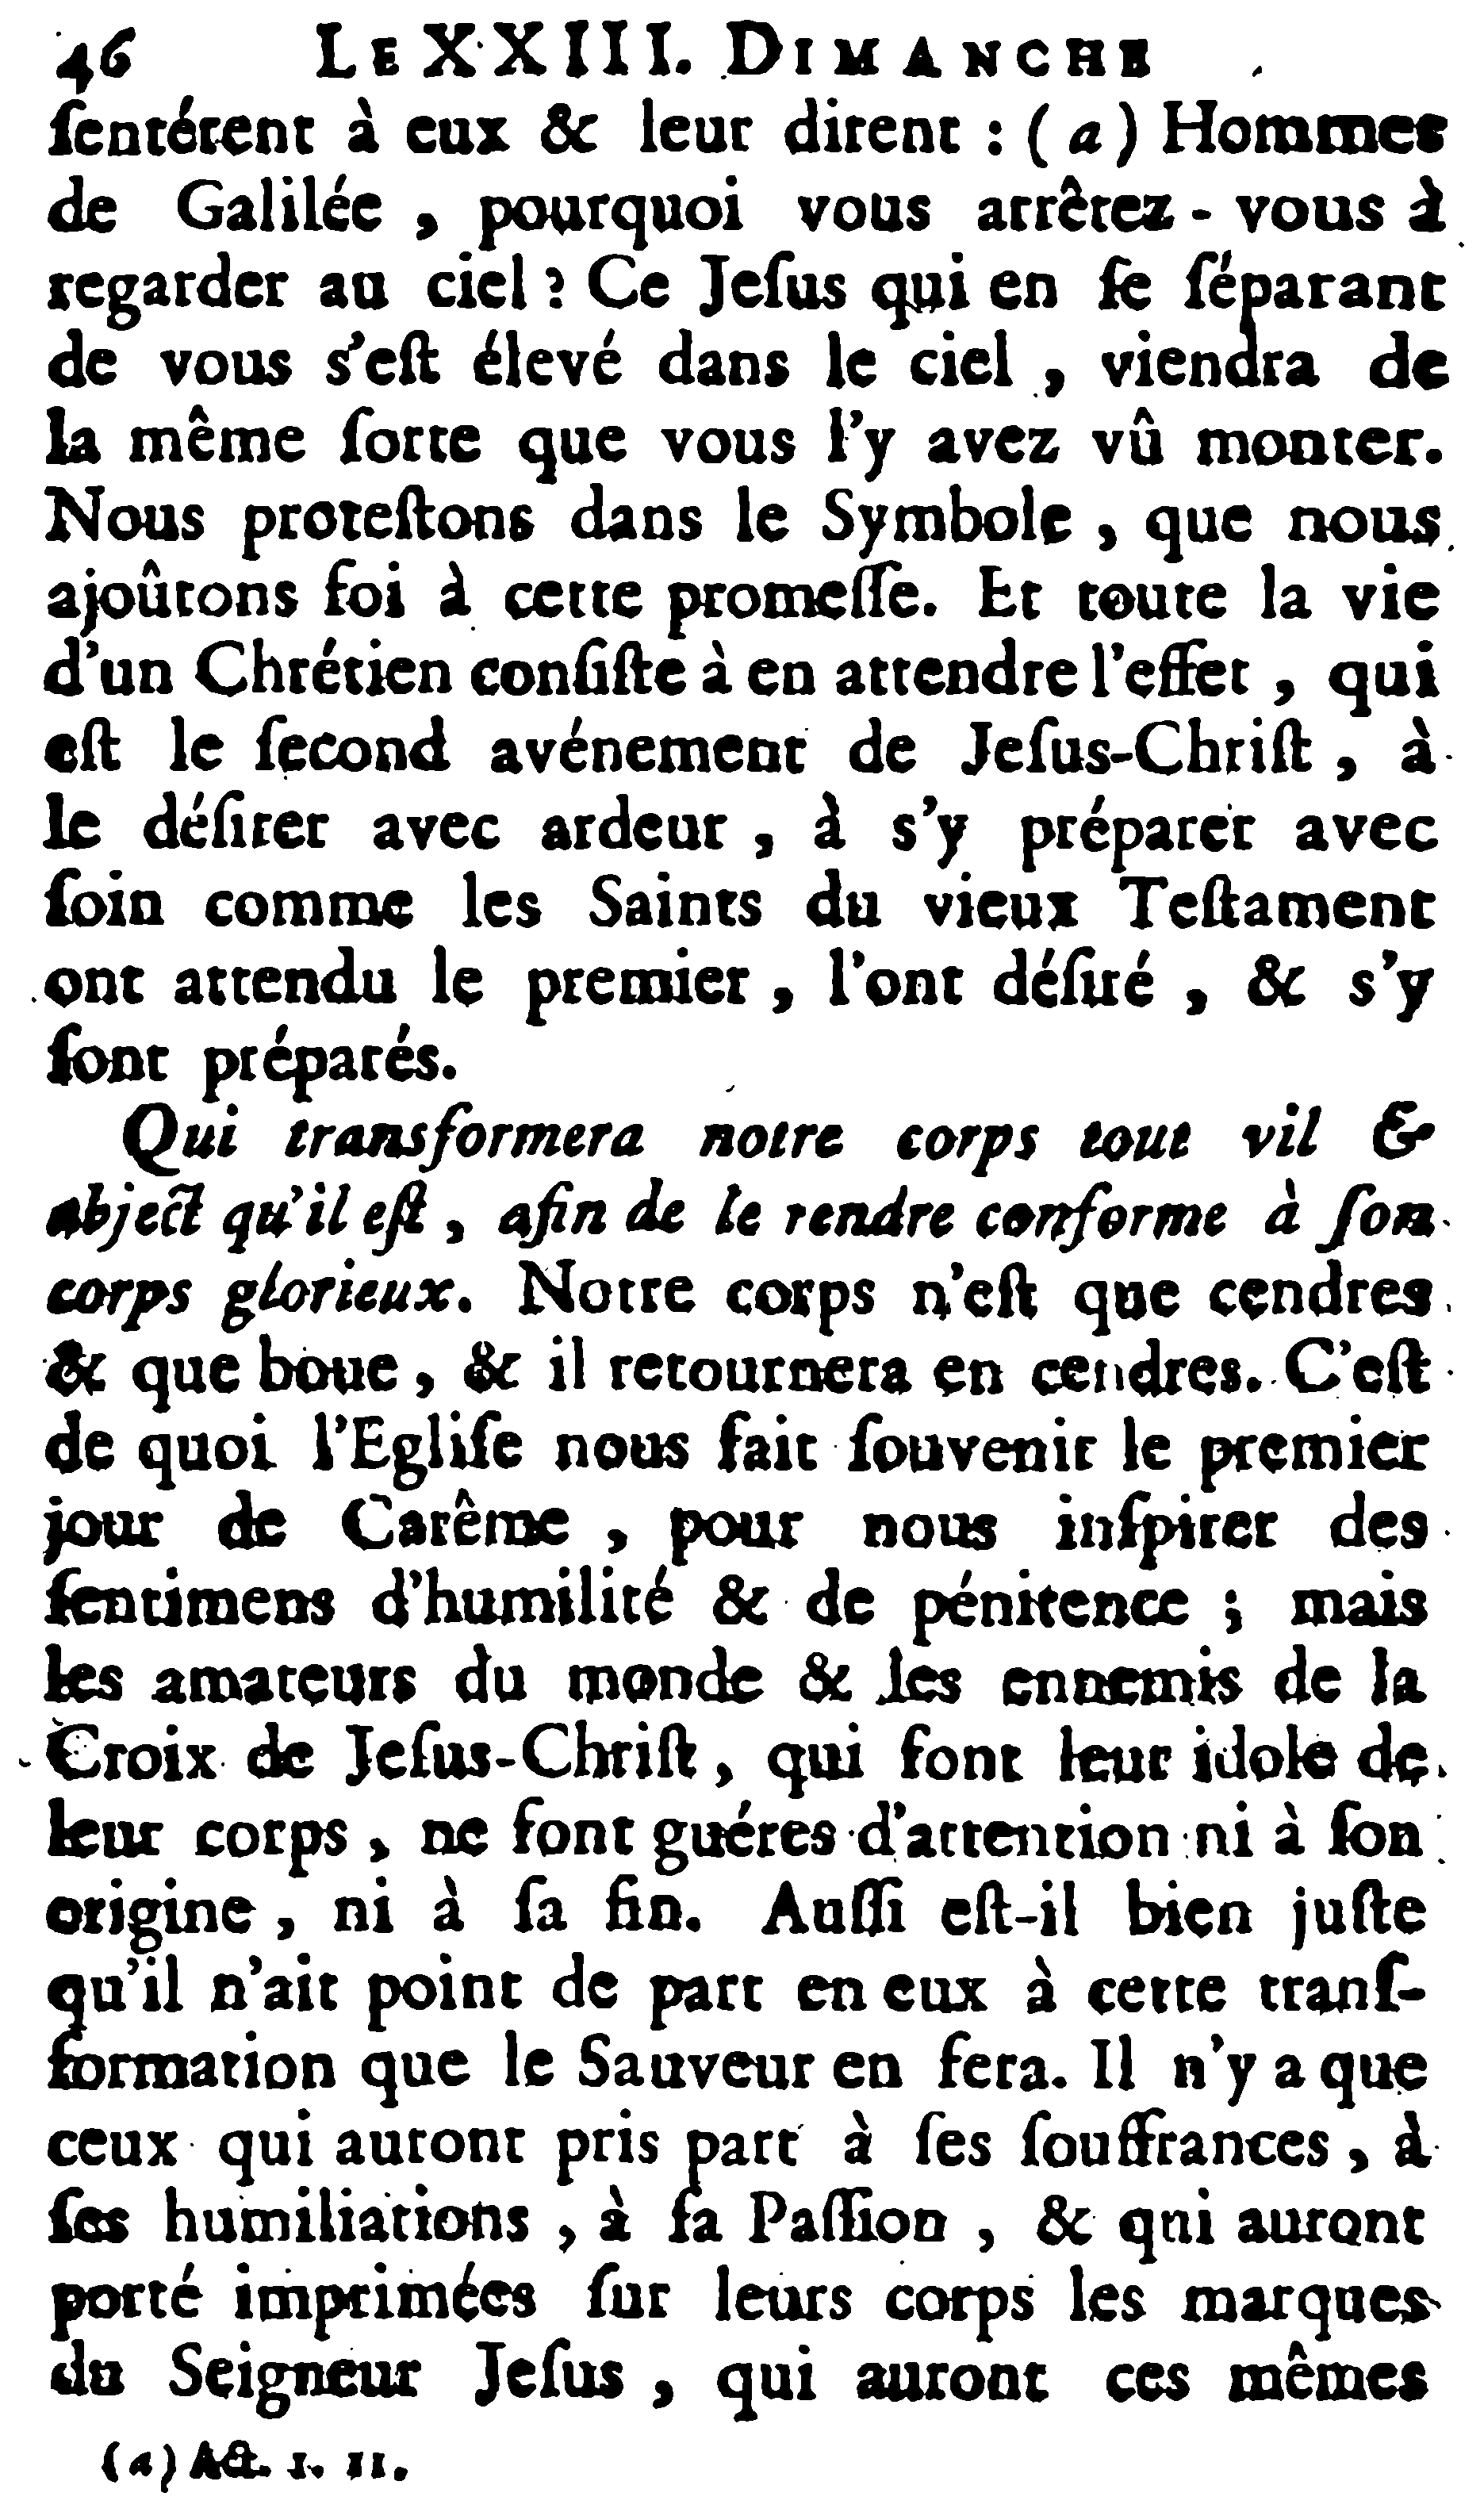 46 LE XXIII. DIMANCHE
ſentérent à eux & leur dirent : (a) Hommes
de Galilée , pourquoi vous arrêtez - vous à
regarder au ciel ? Ce Jeſus qui en ſe ſéparant
de vous s'eſt élevé dans le ciel , viendra de
la même ſorte que vous l'y avez vû monter.
Nous proteſtons dans le Symbole , que nous
ajoûtons foi à cette promeſſe. Et toute la vie
d'un Chrétien conſiſte à en attendre l'effet , qui
eſt le ſecond avénement de Jeſus-Chriſt , à
le déſirer avec ardeur , à s'y préparer avec
ſoin comme les Saints du vieux Teſtament
ont attendu le premier , l'ont déſiré , & s'y
ſont préparés.
Qui transformera notre corps tout vil &
abject qu'il eſt , afin de le rendre conforme à ſon
corps glorieux. Notre corps n'eſt que cendres
& que boue , & il retournera en cendres. C'eſt
de quoi l'Egliſe nous fait ſouvenir le premier
jour de Carême , pour nous inſpirer des
ſentimens d'humilité & de pénitence ; mais
les amateurs du monde & les ennemis de la
Croix de Jeſus-Chriſt , qui font leur idole de
leur corps , ne font guéres d'attention ni à ſon
origine , ni à ſa fin. Auſſi eſt-il bien juſte
qu'il n'ait point de part en eux à cette tranſ-
formation que le Sauveur en fera. Il n'y a que
ceux qui auront pris part à ſes ſouffrances , à
ſes humiliations , à ſa Paſſion , & qui auront
porté imprimées ſur leurs corps les marques
du Seigneur Jeſus , qui auront ces mêmes
(a) Act. 1. 11.